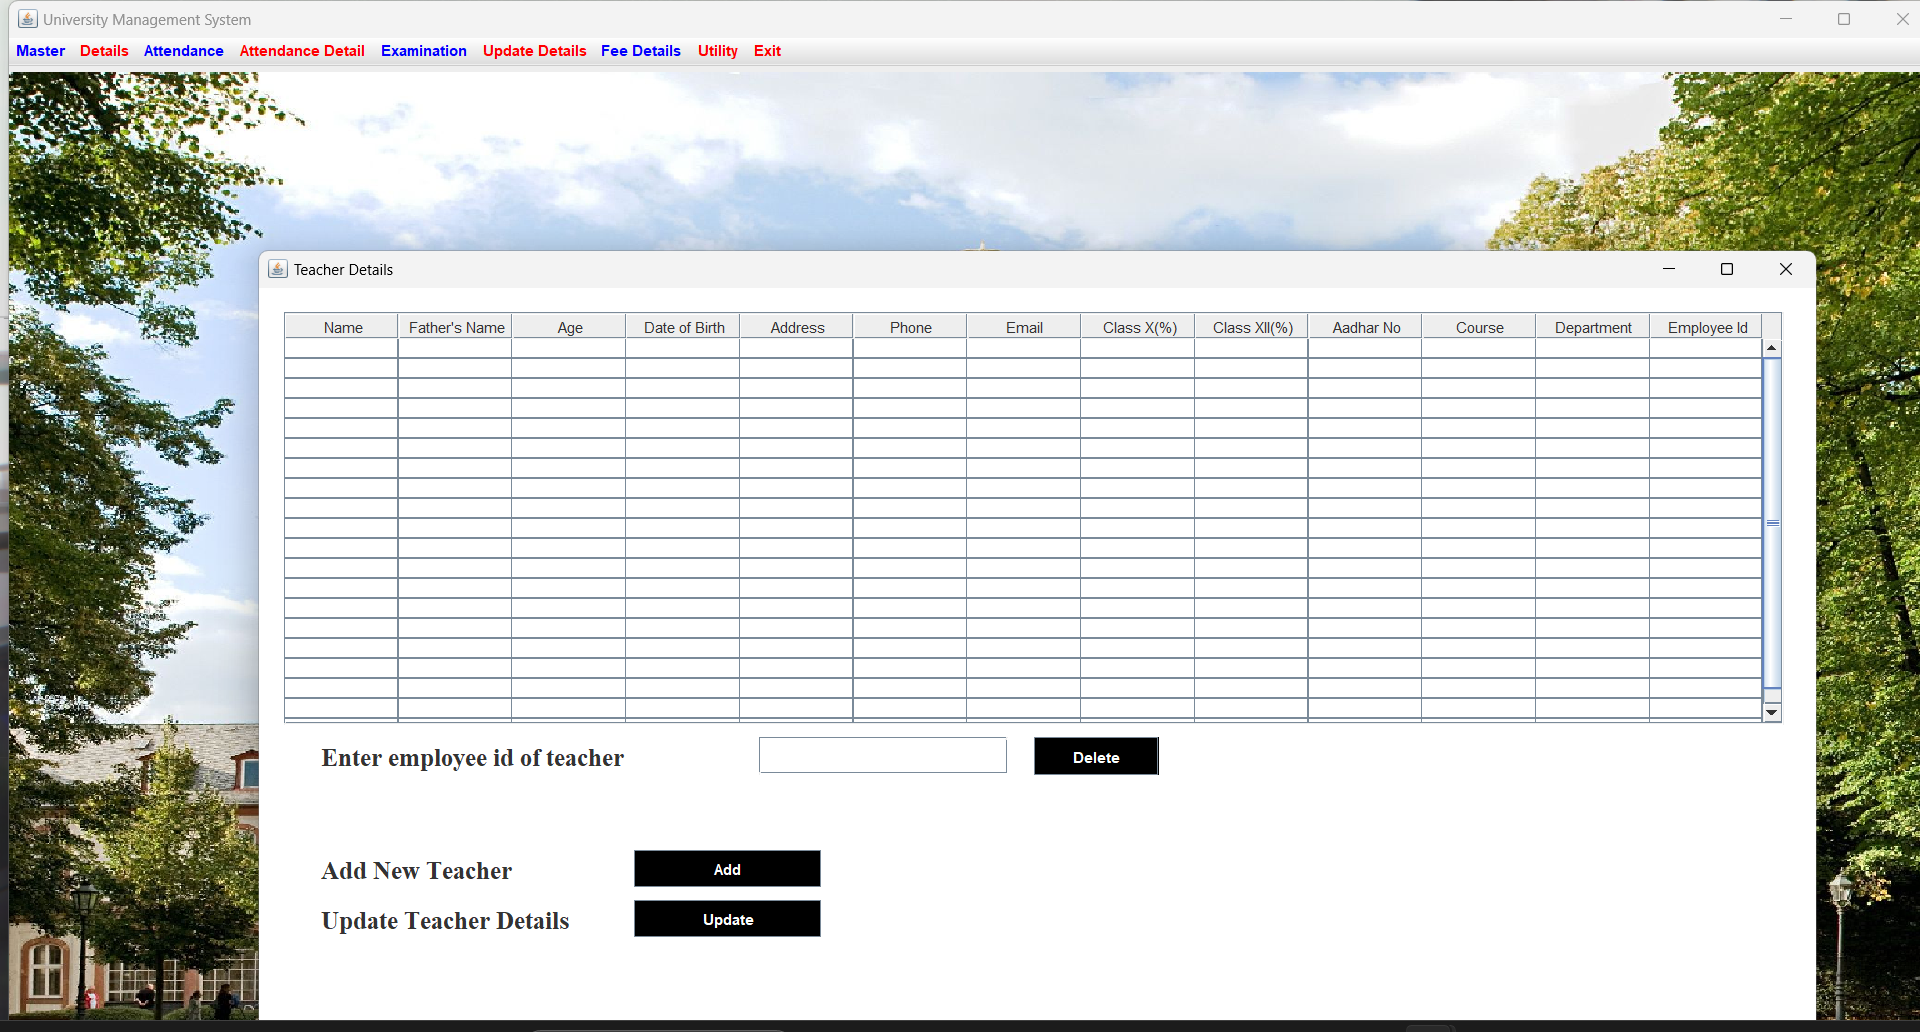 University Management System
Master Details Attendance Attendance Detail Examination Update Details Fee Details Utility Exit
Teacher Details
Name Father's Name Age Date of Birth Address Phone Email Class X(%) Class XII(%) Aadhar No Course Department Employee Id
Enter employee id of teacher Delete
Add New Teacher Add
Update Teacher Details Update